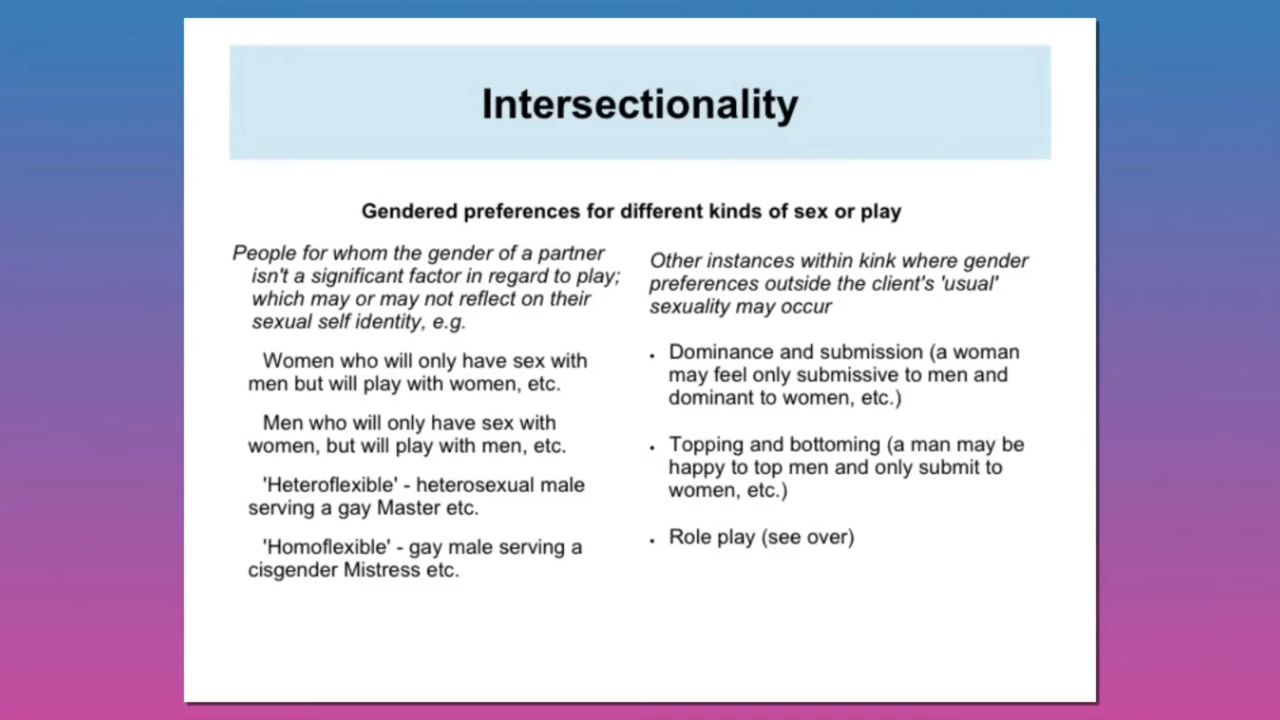 Intersectionality
Gendered preferences for different kinds of sex or play
People for whom the gender of a partner
isn't a significant factor in regard to play;
which may or may not reflect on their
sexual self identity, e.g.
Women who will only have sex with
men but will play with women, etc.
Men who will only have sex with
women, but will play with men, etc.
'Heteroflexible' - heterosexual male
serving a gay Master etc.
'Homoflexible' - gay male serving a
cisgender Mistress etc.
Other instances within kink where gender
preferences outside the client's 'usual'
sexuality may occur
• Dominance and submission (a woman
may feel only submissive to men and
dominant to women, etc.)
• Topping and bottoming (a man may be
happy to top men and only submit to
women, etc.)
• Role play (see over)